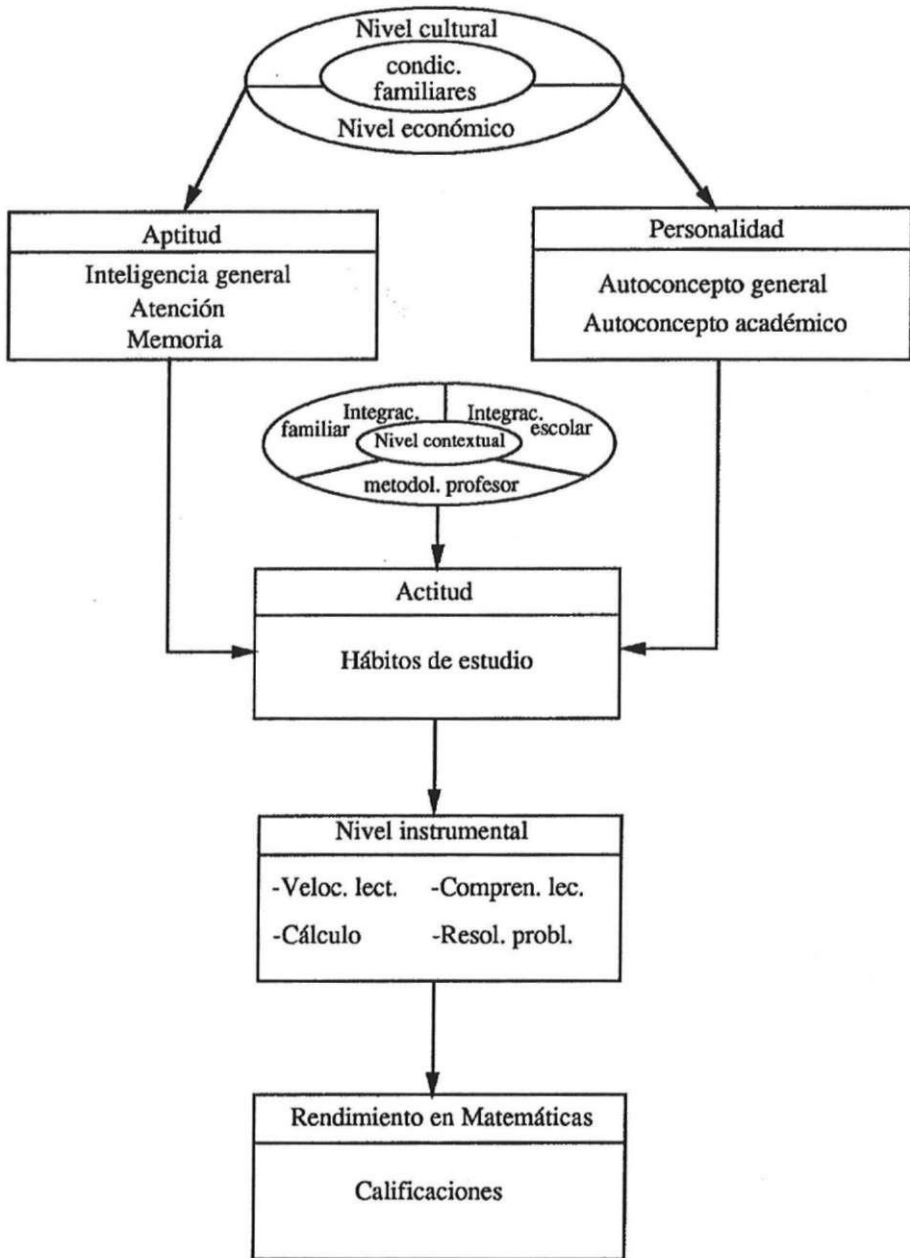 Nivel cultural
condic.
familiares
Nivel económico
Aptitud
Inteligencia general
Atención
Memoria
Personalidad
Autoconcepto general
Autoconcepto académico
Integrac.
familiar
Integrac.
escolar
Nivel contextual
metodol. profesor
Actitud
Hábitos de estudio
Nivel instrumental
-Veloc. lect. -Compren. lec.
-Cálculo -Resol. probl.
Rendimiento en Matemáticas
Calificaciones